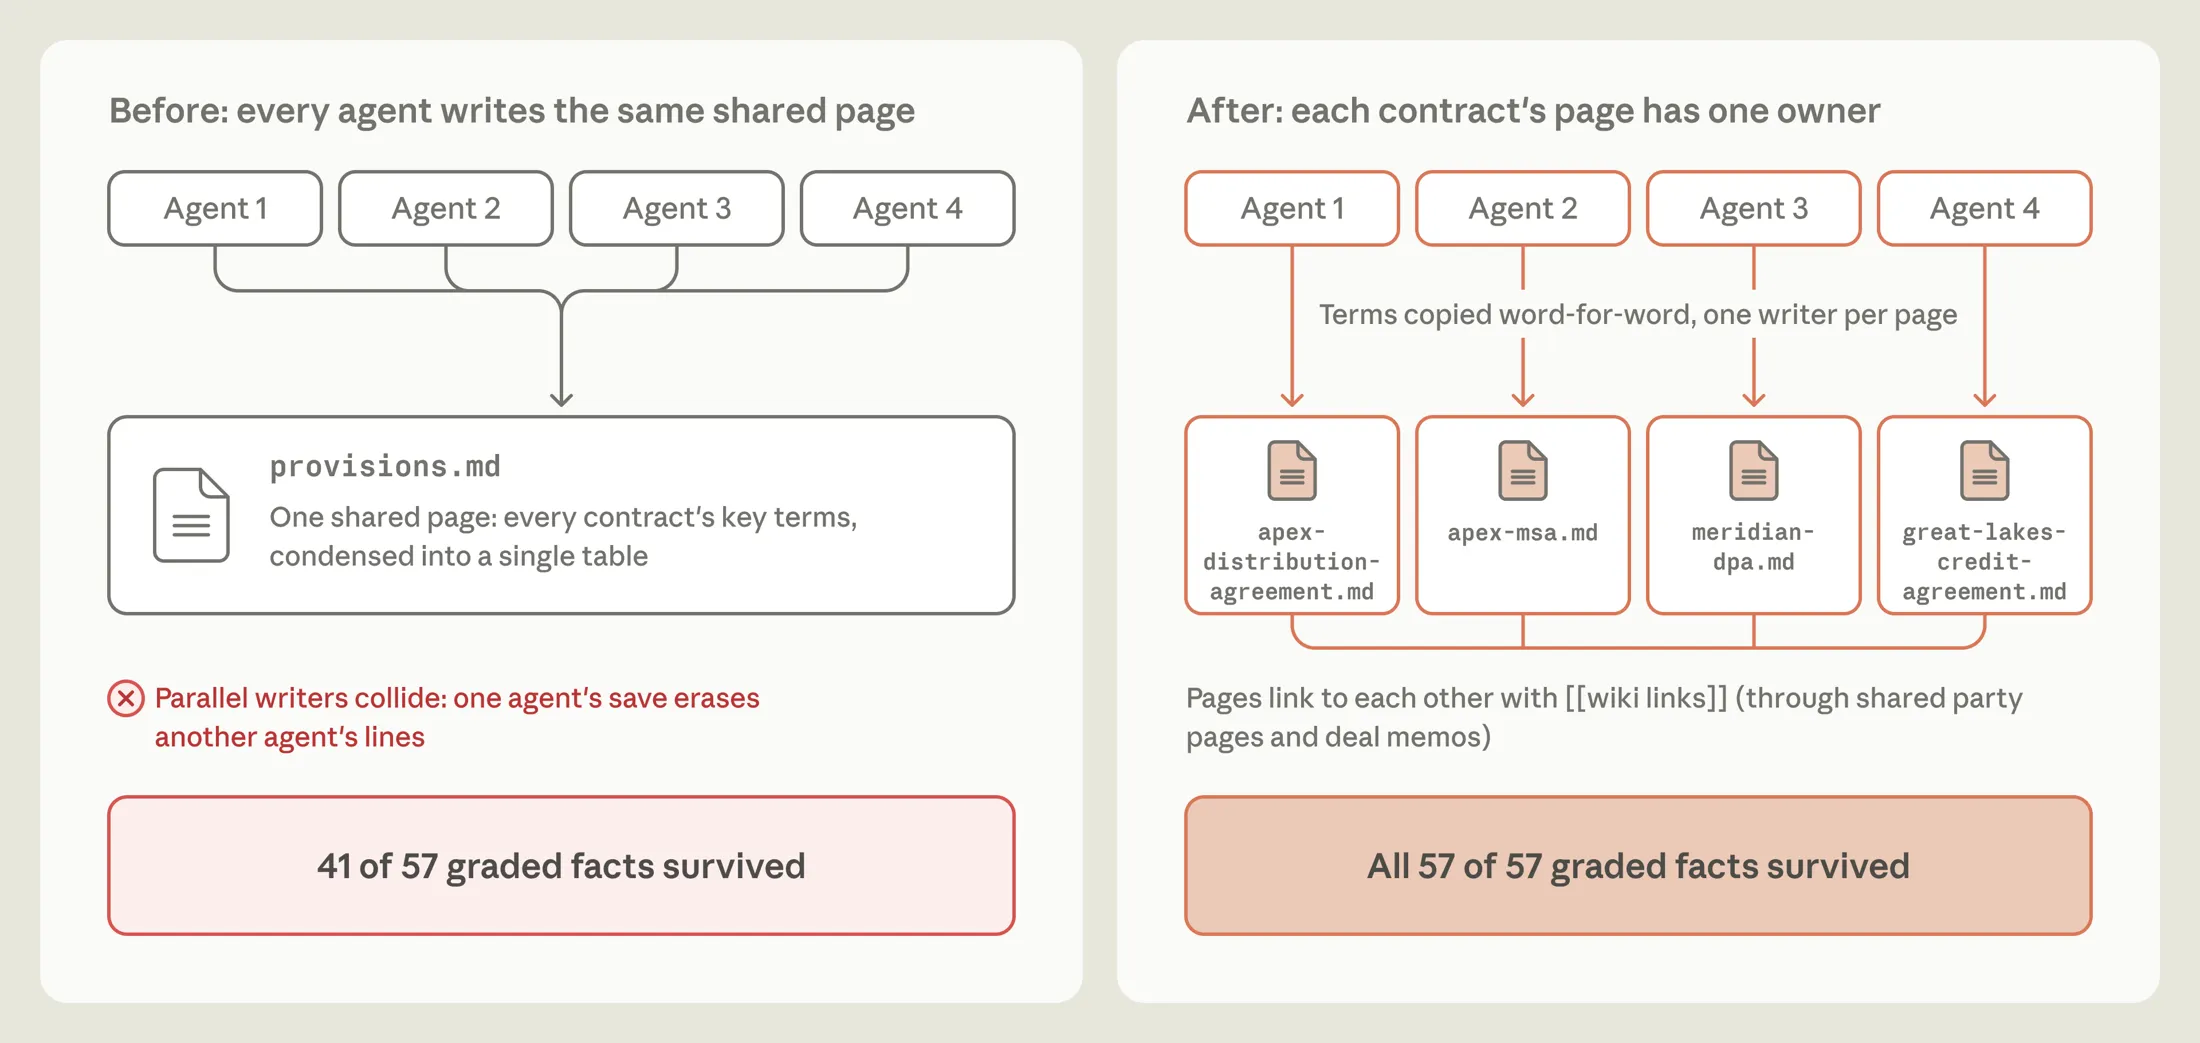 Before: every agent writes the same shared page
Agent 1
Agent 2
Agent 3
Agent 4
provisions.md
One shared page: every contract's key terms,
condensed into a single table
Parallel writers collide: one agent's save erases
another agent's lines
41 of 57 graded facts survived
After: each contract's page has one owner
Agent 1
Agent 2
Agent 3
Agent 4
Terms copied word-for-word, one writer per page
apex-
distribution-
agreement.md
apex-msa.md
meridian-
dpa.md
great-lakes-
credit-
agreement.md
Pages link to each other with [[wiki links]] (through shared party
pages and deal memos)
All 57 of 57 graded facts survived